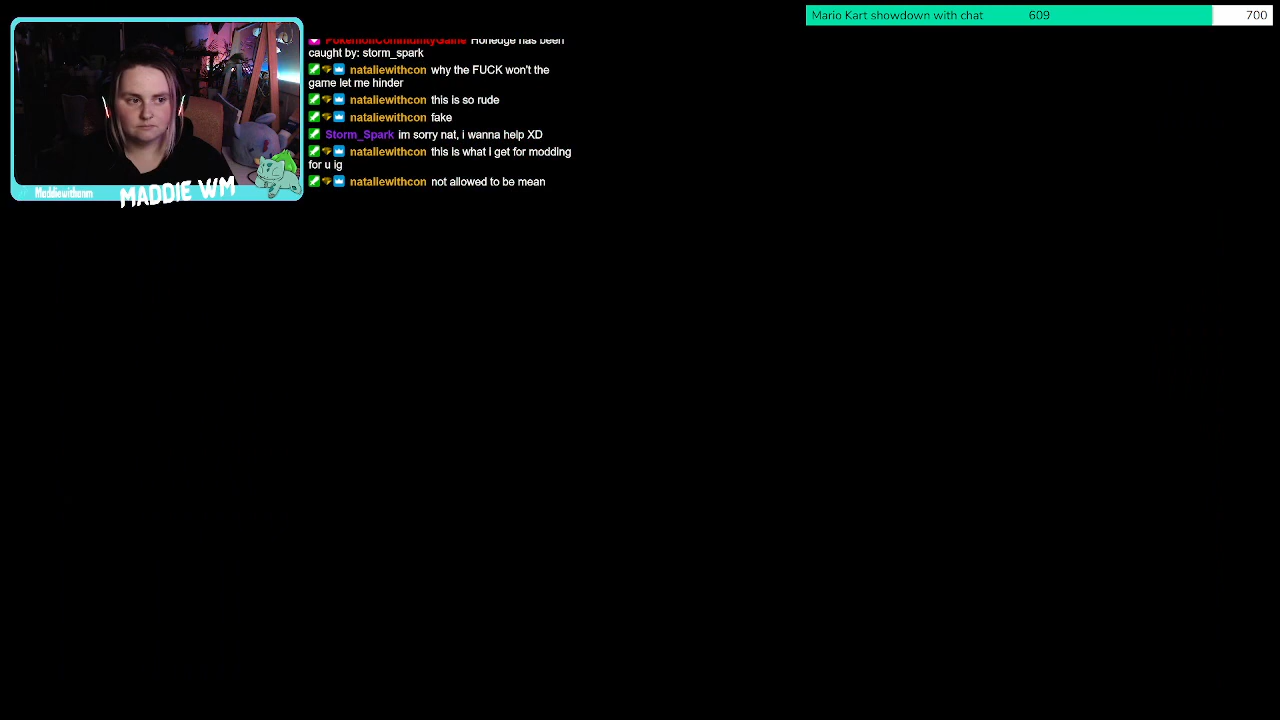 Mario Kart showdown with chat 609 700
PokemonCommunityGame Honedge has been
caught by: storm_spark
nataliewithcon why the FUCK won't the
game let me hinder
nataliewithcon this is so rude
nataliewithcon fake
Storm_Spark im sorry nat, i wanna help XD
nataliewithcon this is what i get for modding
for u ig
nataliewithcon not allowed to be mean
Maddiewithanm
MADDIE WM